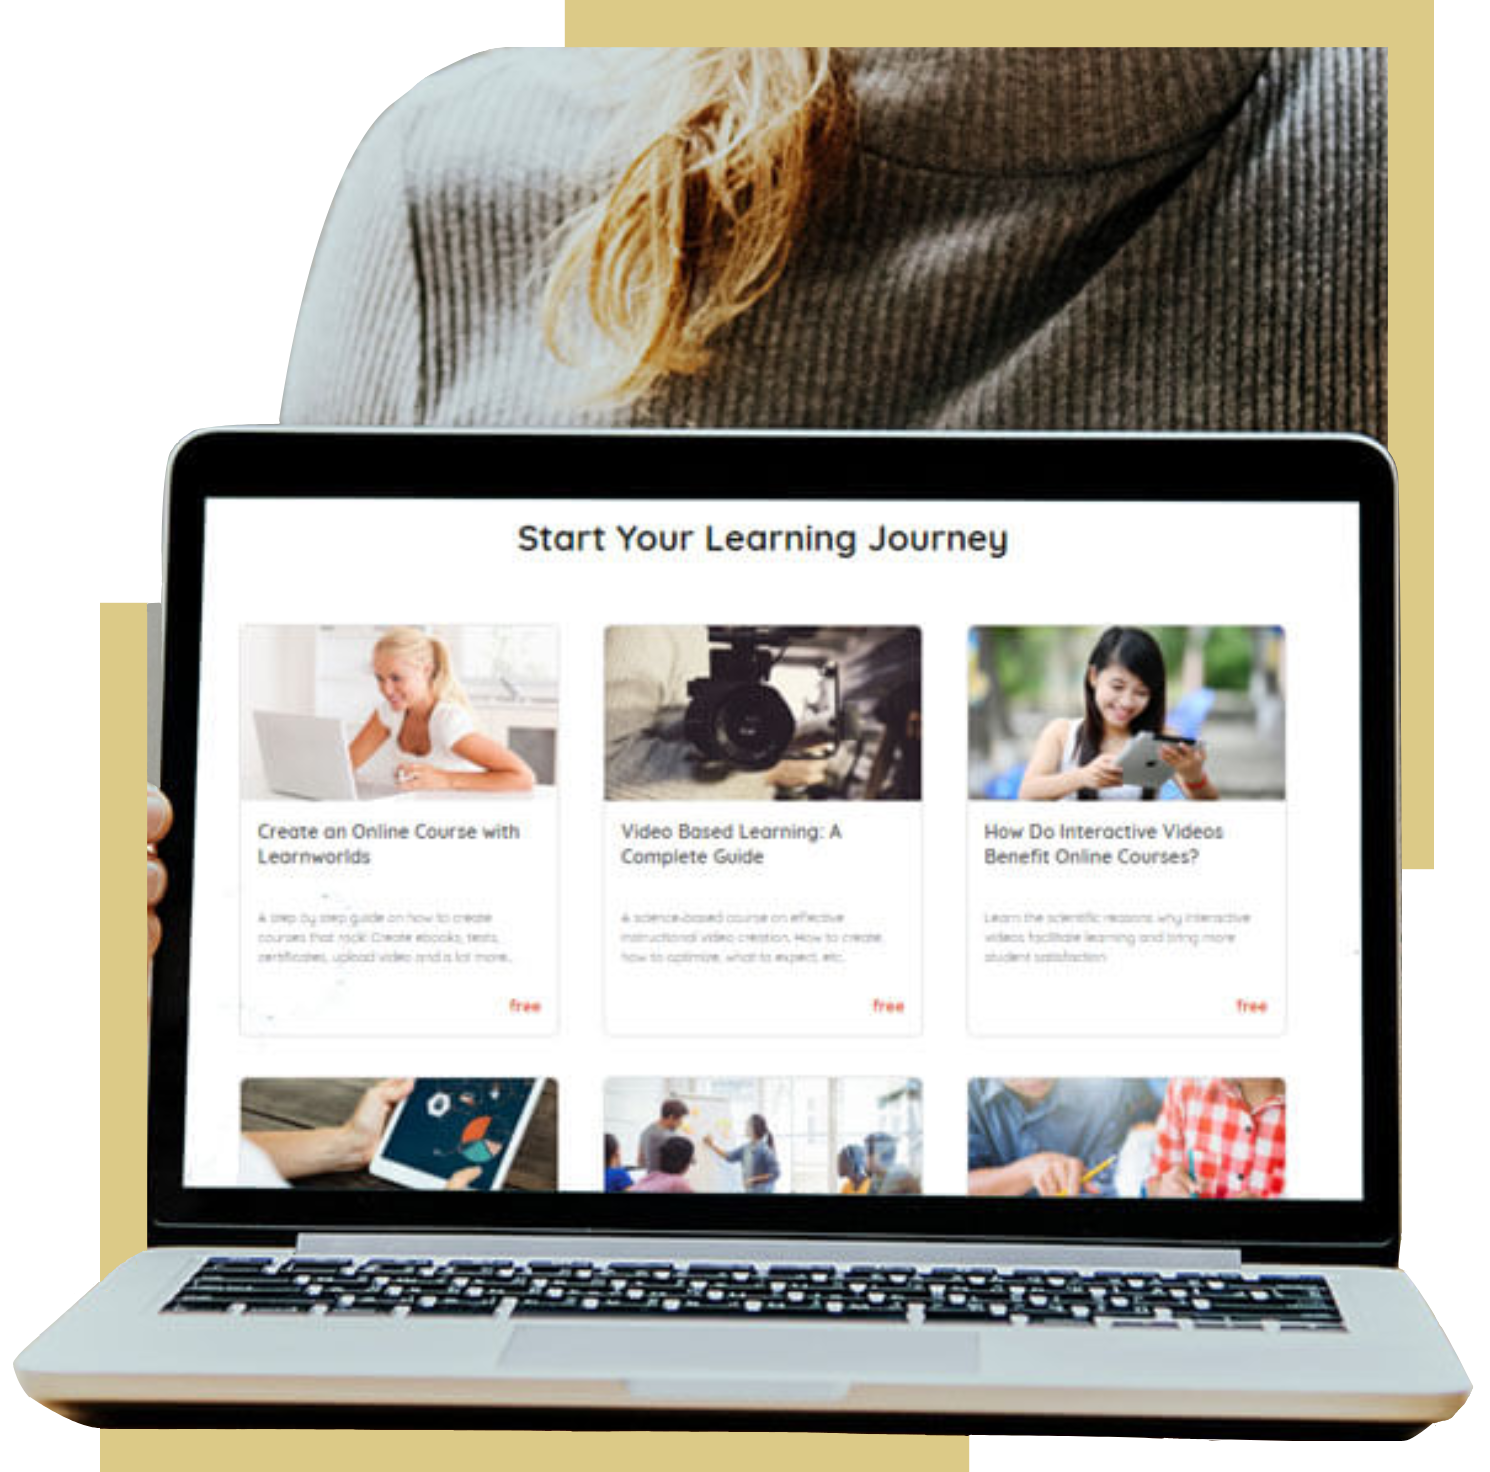 Start Your Learning Journey
Create an Online Course with
Learnworlds
Video Based Learning: A
Complete Guide
How Do Interactive Videos
Benefit Online Courses?
A step by step guide on how to create
courses that rock! Create ebooks, tests,
certificates, upload video and a lot more..
A science-based course on effective
instructional video creation. How to create,
how to optimize, what to expect, etc.
Learn the scientific reasons why interactive
videos facilitate learning and bring more
student satisfaction
free
free
free